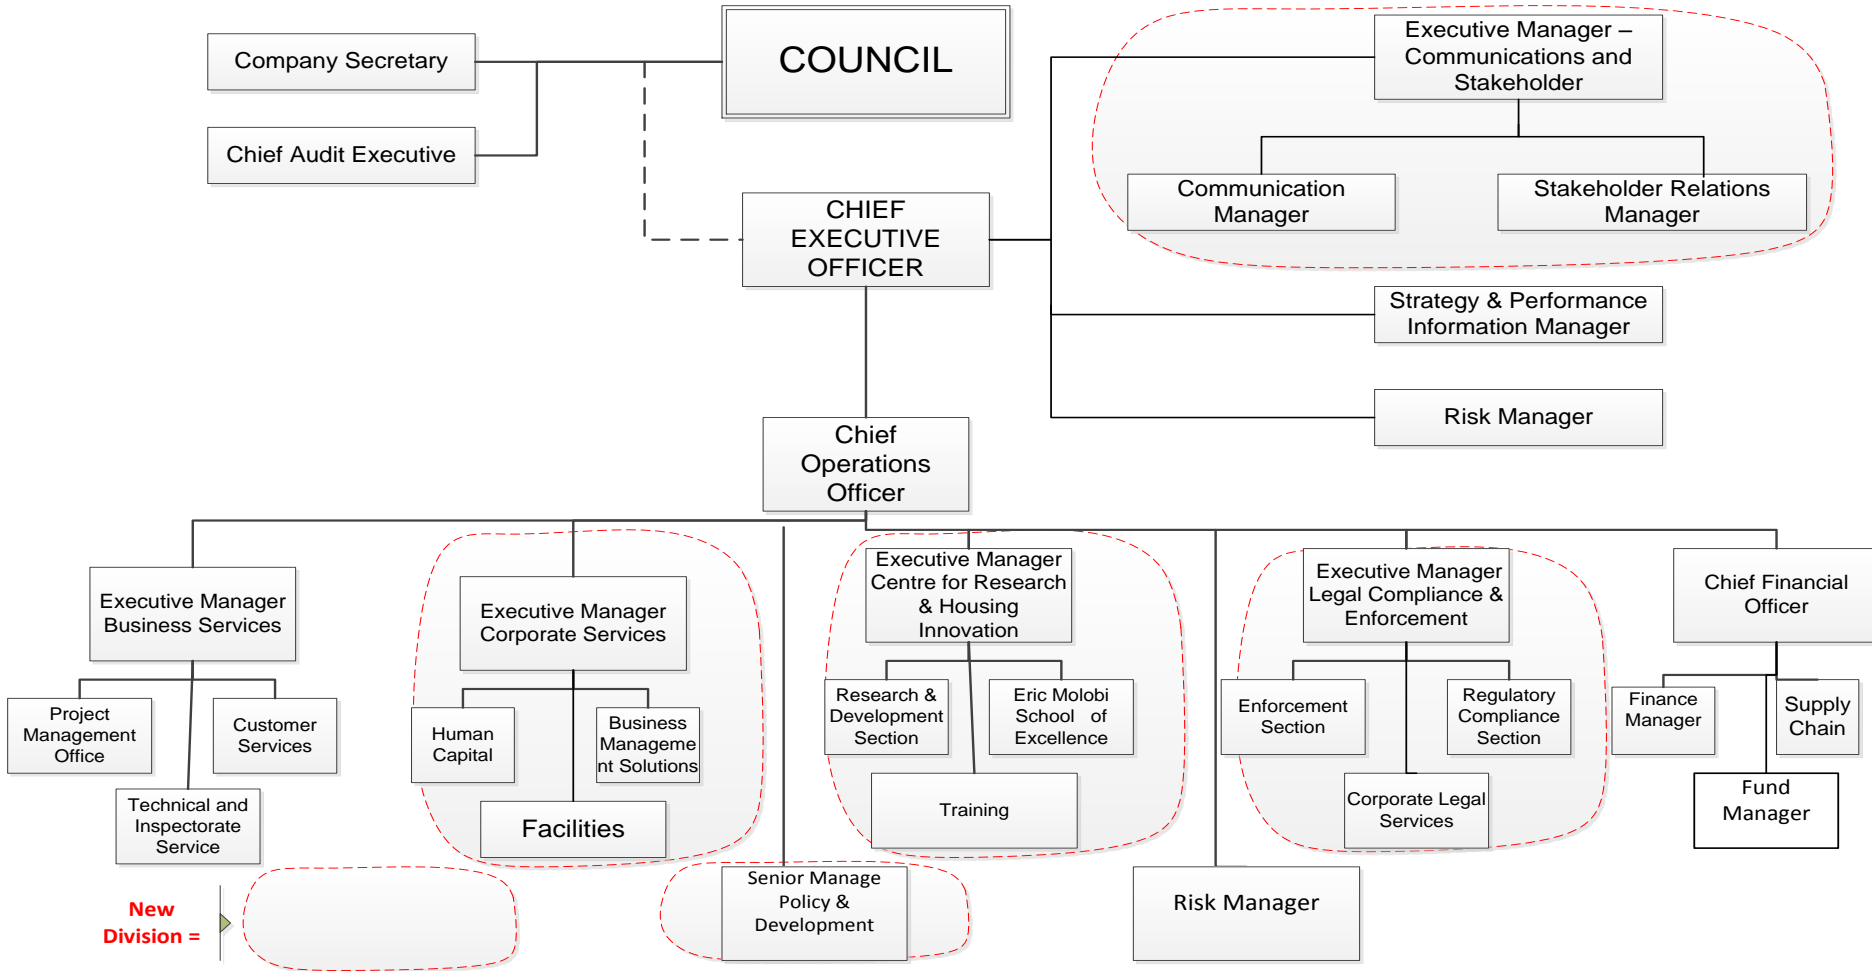 Company Secretary
COUNCIL
Executive Manager –
Communications and
Stakeholder
Chief Audit Executive
Communication
Manager
Stakeholder Relations
Manager
CHIEF
EXECUTIVE
OFFICER
Strategy & Performance
Information Manager
Risk Manager
Chief
Operations
Officer
Executive Manager
Business Services
Executive Manager
Corporate Services
Executive Manager
Centre for Research
& Housing
Innovation
Executive Manager
Legal Compliance &
Enforcement
Chief Financial
Officer
Project
Management
Office
Customer
Services
Technical and
Inspectorate
Service
Human
Capital
Business
Manageme
nt Solutions
Facilities
Research &
Development
Section
Eric Molobi
School of
Excellence
Training
Enforcement
Section
Regulatory
Compliance
Section
Corporate Legal
Services
Finance
Manager
Supply
Chain
Fund
Manager
New
Division =
Senior Manage
Policy &
Development
Risk Manager